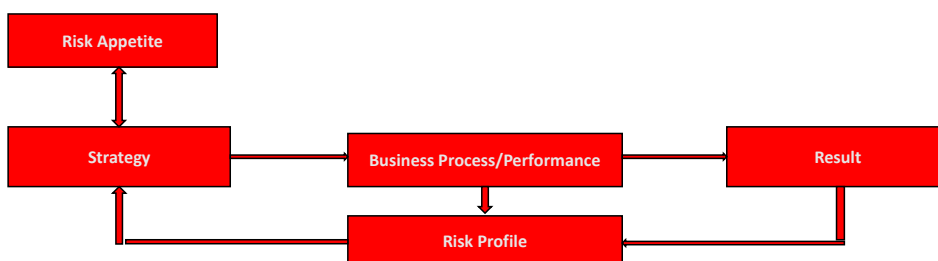 Risk Appetite
Strategy
Business Process/Performance
Result
Risk Profile